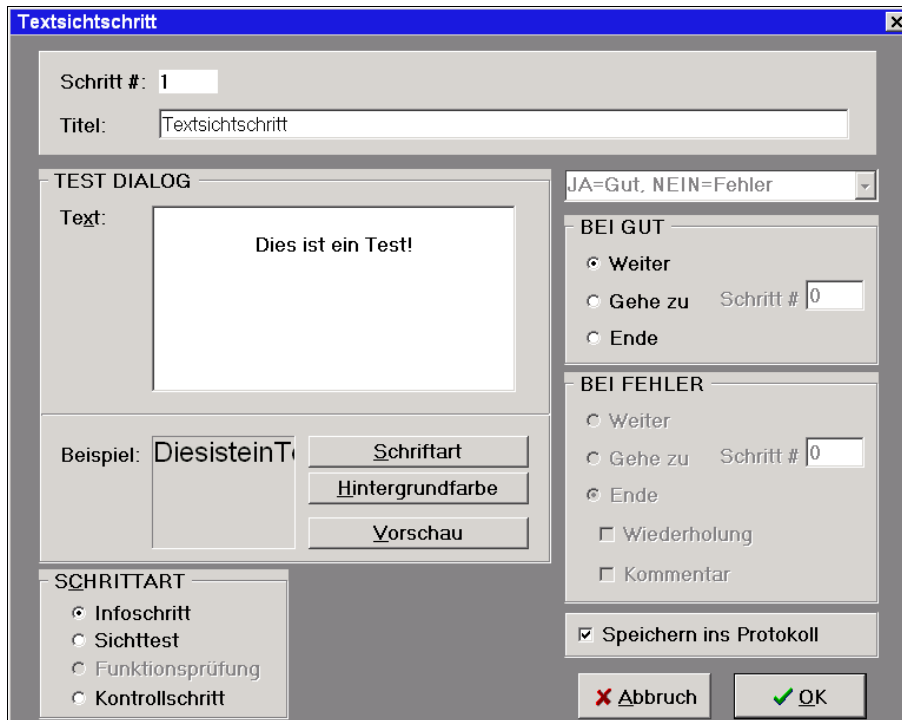 Textsichtschritt
Schritt #: 1
Titel: Textsichtschritt
TEST DIALOG
Text:
Dies ist ein Test!
Beispiel: DiesisteinTe
Schriftart
Hintergrundfarbe
Vorschau
SCHRITTART
Infoschritt
Sichttest
Funktionsprüfung
Kontrollschritt
JA=Gut, NEIN=Fehler
BEI GUT
Weiter
Gehe zu Schritt # 0
Ende
BEI FEHLER
Weiter
Gehe zu Schritt # 0
Ende
Wiederholung
Kommentar
Speichern ins Protokoll
Abbruch OK